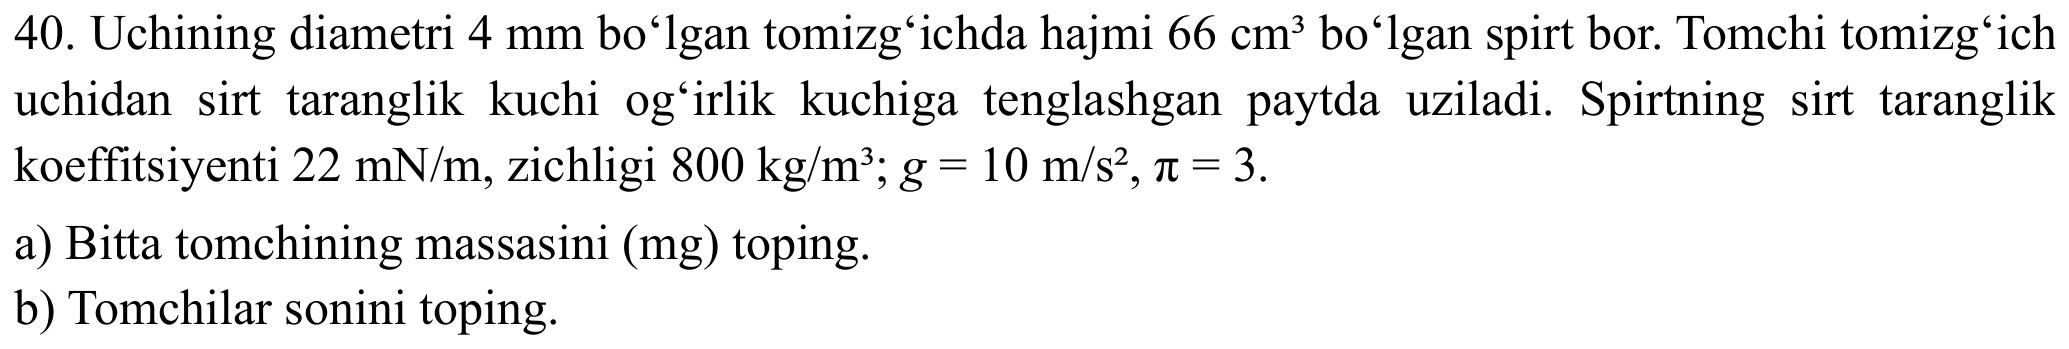 40. Uchining diametri 4 mm bo‘lgan tomizg‘ichda hajmi 66 cm³ bo‘lgan spirt bor. Tomchi tomizg‘ich
uchidan sirt taranglik kuchi og‘irlik kuchiga tenglashgan paytda uziladi. Spirtning sirt taranglik
koeffitsiyenti 22 mN/m, zichligi 800 kg/m³; g = 10 m/s², π = 3.
a) Bitta tomchining massasini (mg) toping.
b) Tomchilar sonini toping.